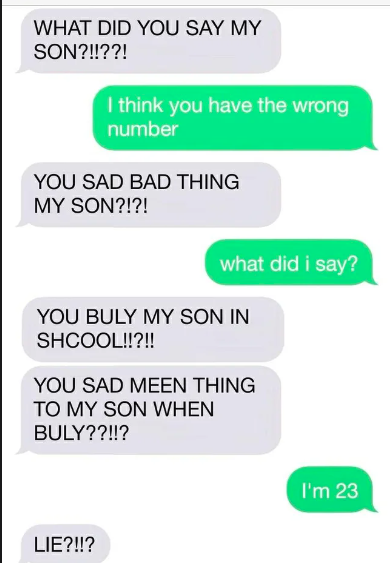 WHAT DID YOU SAY MY
SON?!!??!
I think you have the wrong
number
YOU SAD BAD THING
MY SON?!?!
what did i say?
YOU BULY MY SON IN
SHCOOL!!?!!
YOU SAD MEEN THING
TO MY SON WHEN
BULY??!!?
I'm 23
LIE?!!?